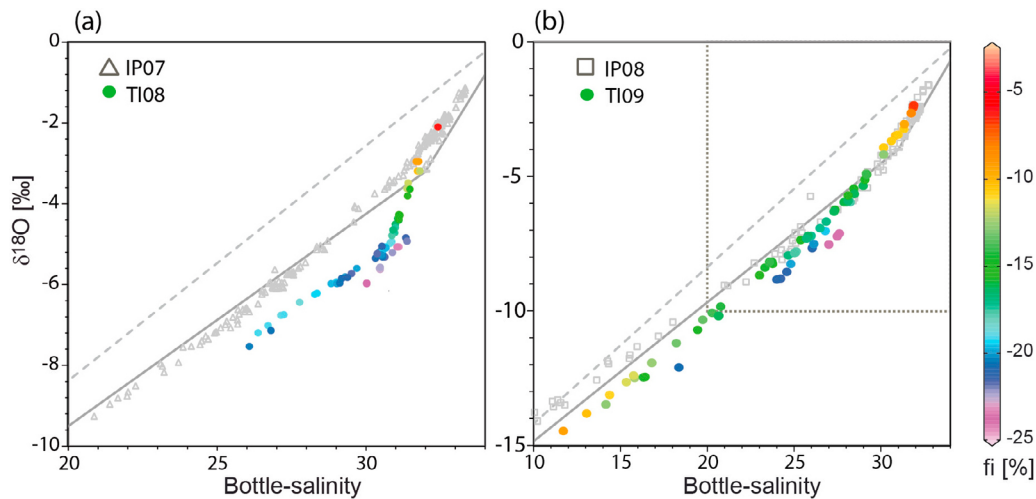 (a)
(b)
0
-2
-4
-6
-8
-10
δ18O [‰]
IP07
TI08
20
25
30
Bottle-salinity
0
-5
-10
-15
IP08
TI09
10
15
20
25
30
Bottle-salinity
-5
-10
-15
-20
-25
fi [%]